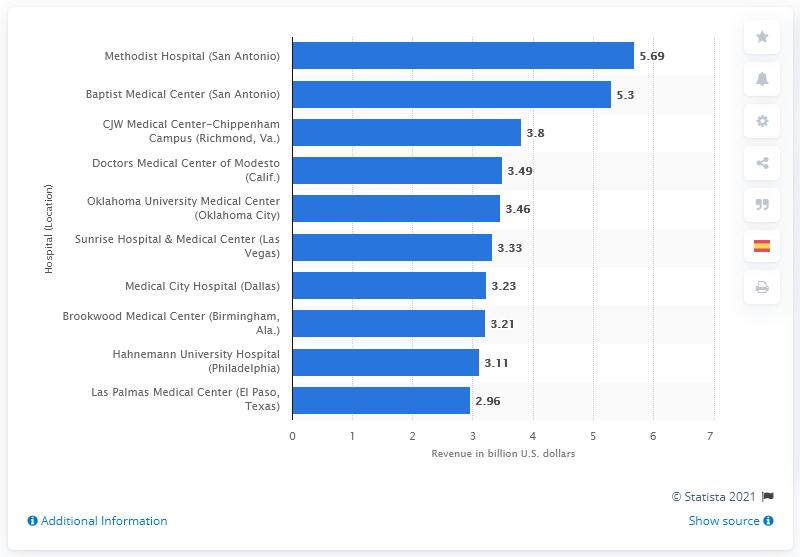 Methodist Hospital (San Antonio)
5.69
Baptist Medical Center (San Antonio)
5.3
CJW Medical Center-Chippenham
Campus (Richmond, Va.)
3.8
Doctors Medical Center of Modesto
(Calif.)
3.49
Oklahoma University Medical Center
(Oklahoma City)
3.46
Sunrise Hospital & Medical Center (Las
Vegas)
3.33
Medical City Hospital (Dallas)
3.23
Brookwood Medical Center (Birmingham,
Ala.)
3.21
Hahnemann University Hospital
(Philadelphia)
3.11
Las Palmas Medical Center (El Paso,
Texas)
2.96
Hospital (Location)
0 1 2 3 4 5 6 7
Revenue in billion U.S. dollars
© Statista 2021
Additional Information
Show source